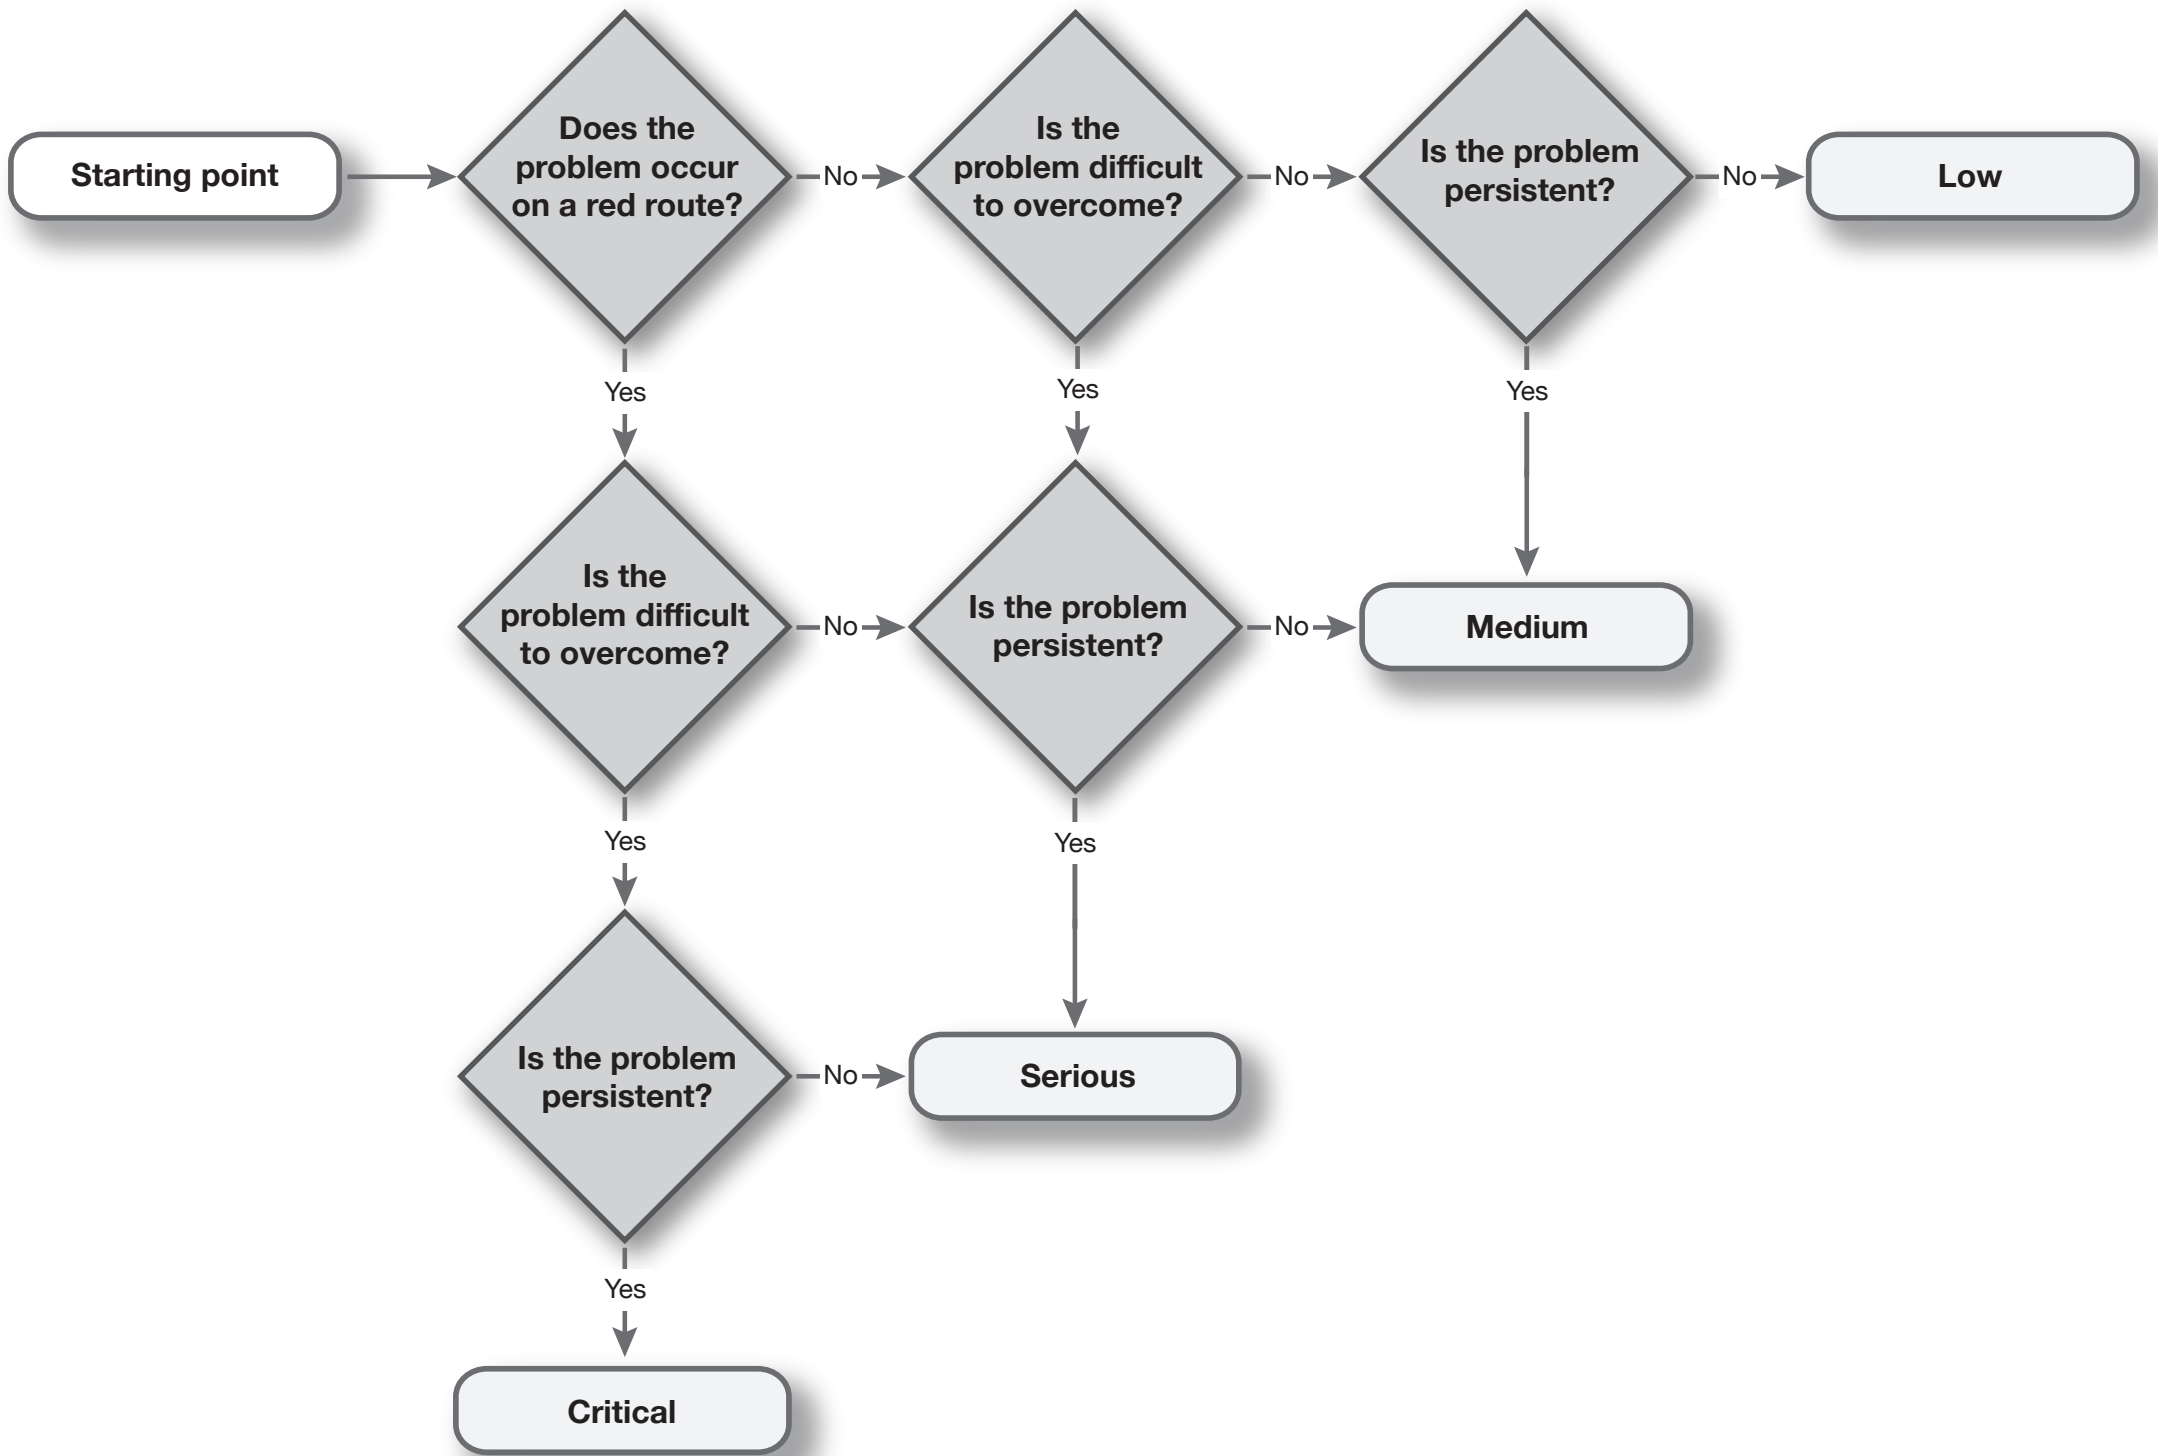 Starting point
Does the
problem occur
on a red route?
No
Is the
problem difficult
to overcome?
No
Is the problem
persistent?
No
Low
Yes
Yes
Yes
Is the
problem difficult
to overcome?
No
Is the problem
persistent?
No
Medium
Yes
Yes
Is the problem
persistent?
No
Serious
Yes
Critical